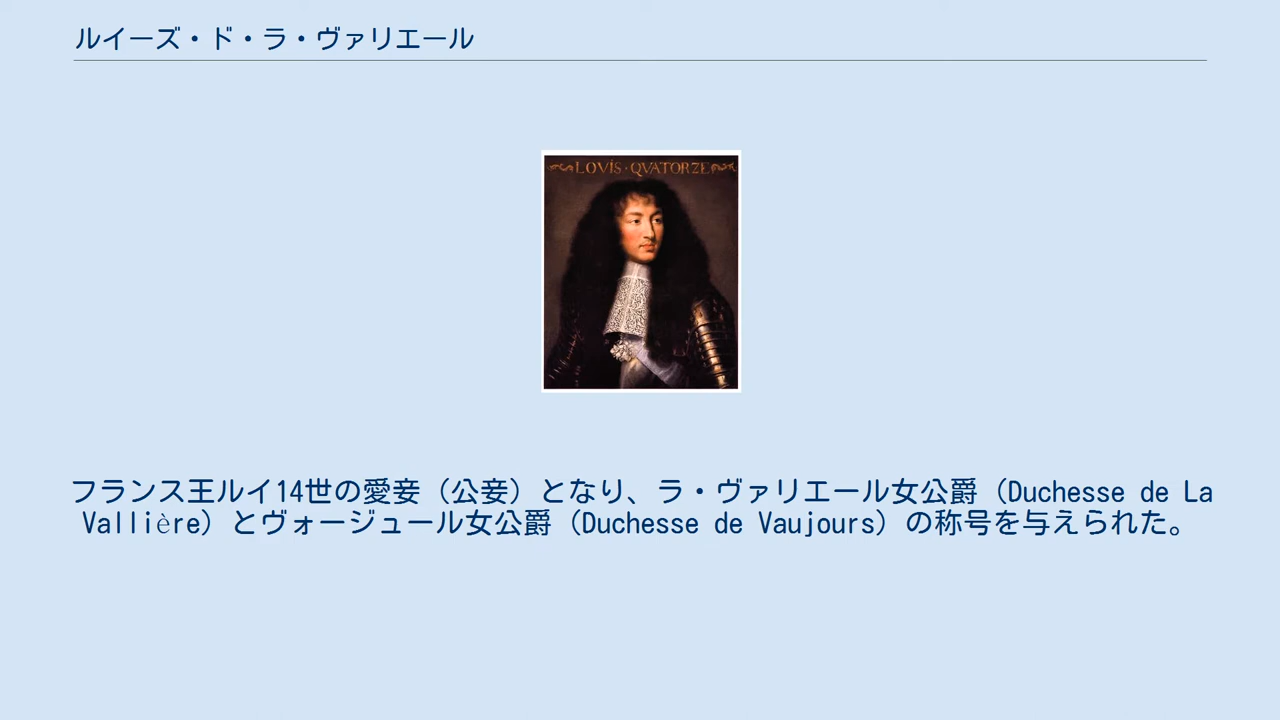 ルイーズ・ド・ラ・ヴァリエール
LOVIS · QVATORZE
フランス王ルイ14世の愛妾（公妾）となり、ラ・ヴァリエール女公爵（Duchesse de La
Vallière）とヴォージュール女公爵（Duchesse de Vaujours）の称号を与えられた。